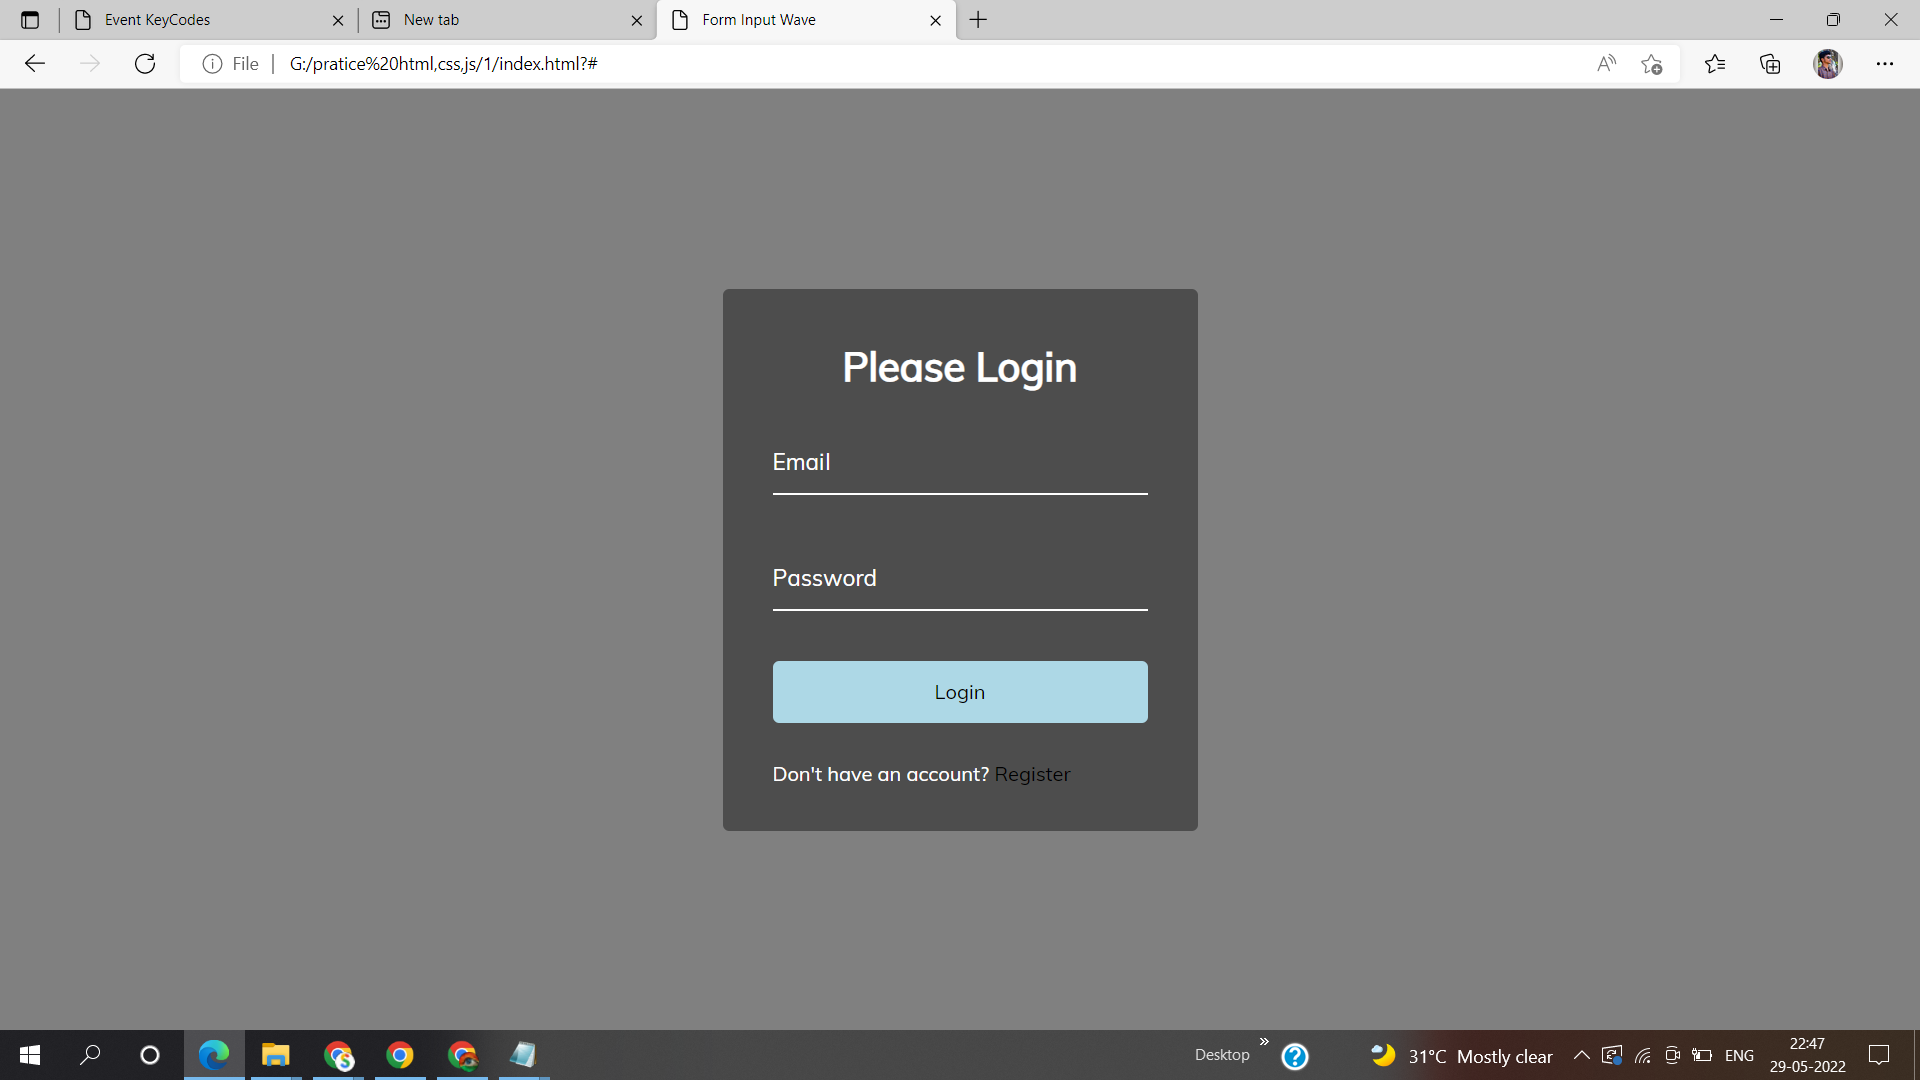 Event KeyCodes
New tab
Form Input Wave
File
G:/pratice%20html,css,js/1/index.html?#
Please Login
Email
Password
Login
Don't have an account? Register
Desktop
31°C Mostly clear
ENG
22:47
29-05-2022